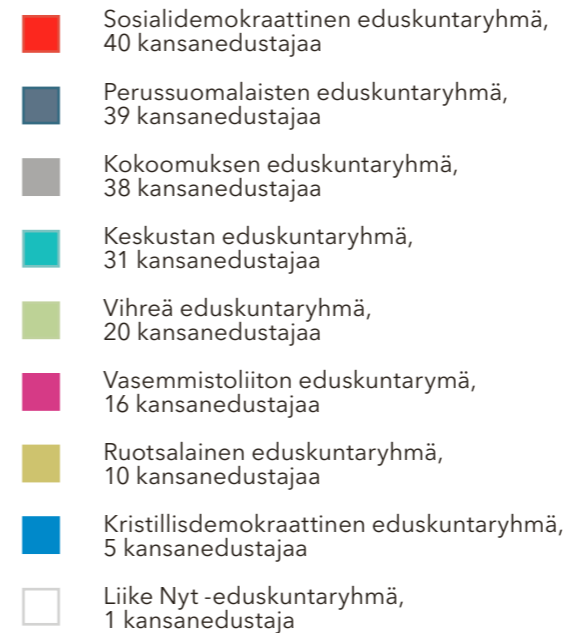 Sosialidemokraattinen eduskuntaryhmä,
40 kansanedustajaa
Perussuomalaisten eduskuntaryhmä,
39 kansanedustajaa
Kokoomuksen eduskuntaryhmä,
38 kansanedustajaa
Keskustan eduskuntaryhmä,
31 kansanedustajaa
Vihreä eduskuntaryhmä,
20 kansanedustajaa
Vasemmistoliiton eduskuntarymä,
16 kansanedustajaa
Ruotsalainen eduskuntaryhmä,
10 kansanedustajaa
Kristillisdemokraattinen eduskuntaryhmä,
5 kansanedustajaa
Liike Nyt -eduskuntaryhmä,
1 kansanedustaja